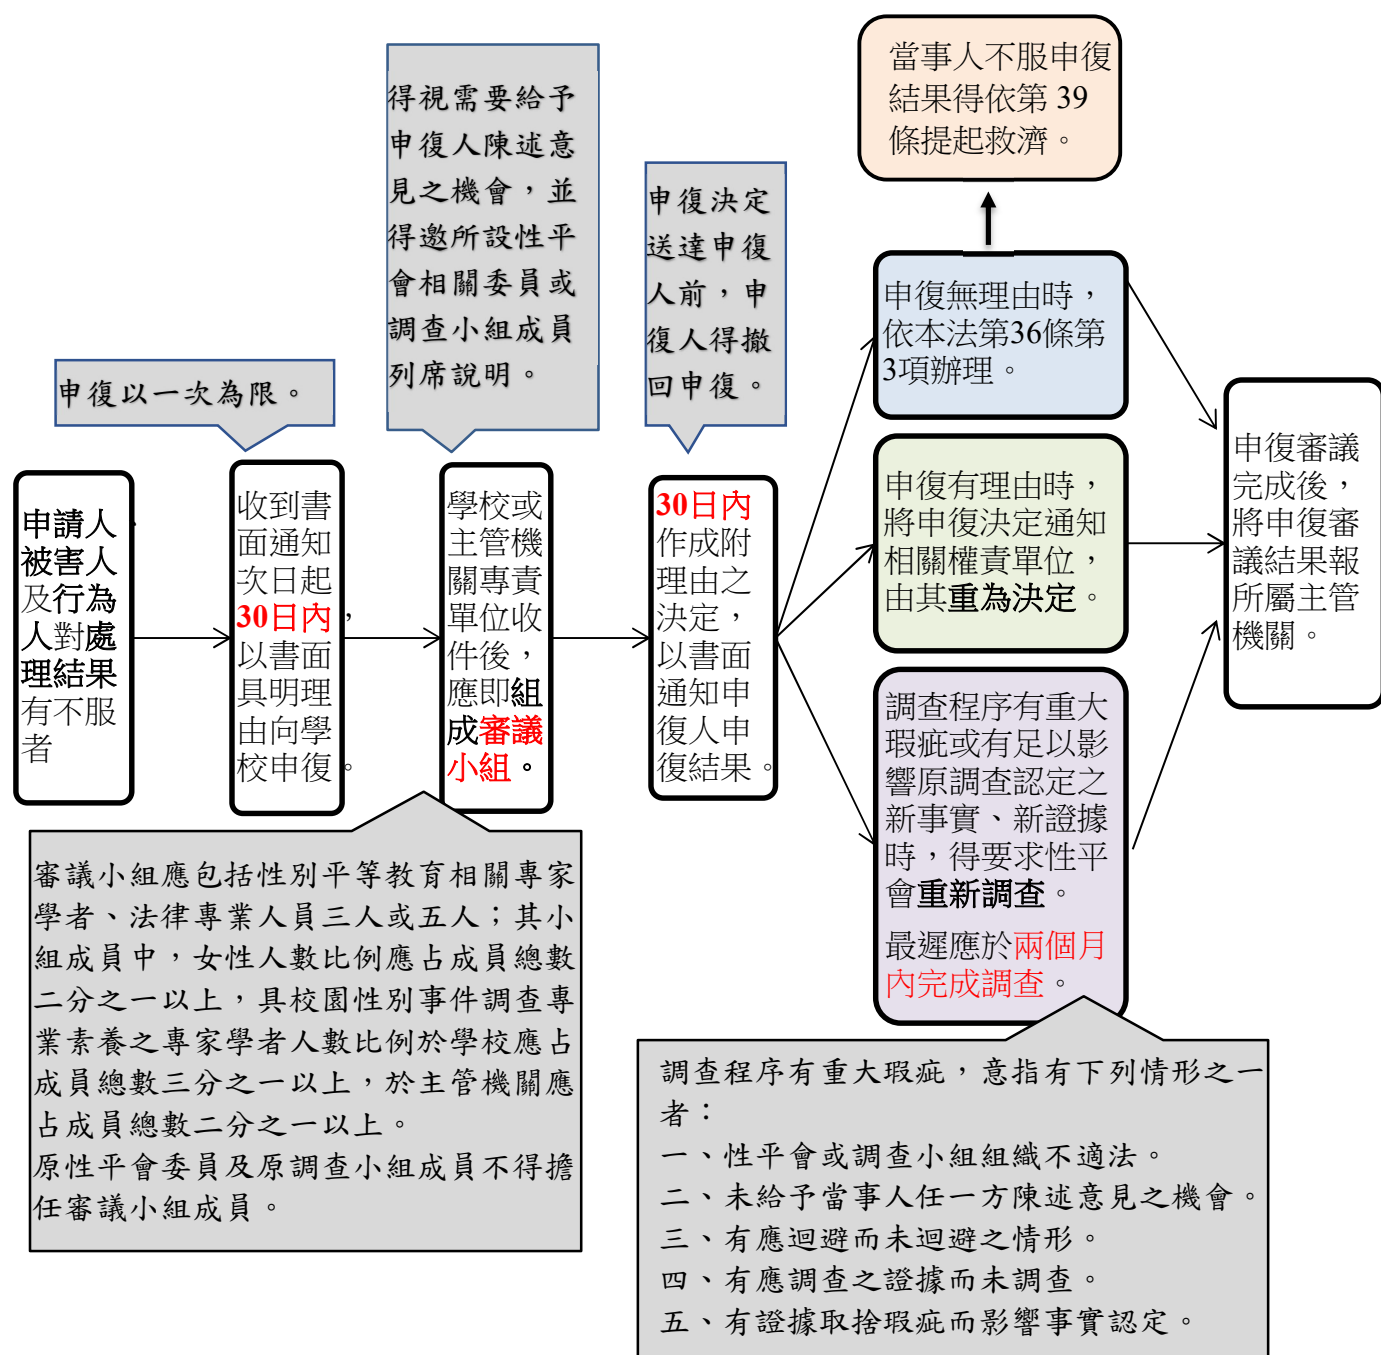 當事人不服申復
結果得依第 39
條提起救濟。
得視需要給予
申復人陳述意
見之機會，並
得邀所設性平
會相關委員或
調查小組成員
列席說明。
申復決定
送達申復
人前，申
復人得撤
回申復。
申復以一次為限。
申請人
被害人
及行為
人對處
理結果
有不服
者
收到書
面通知
次日起
30日內，
以書面
具明理
由向學
校申復。
學校或
主管機
關專責
單位收
件後，
應即組
成審議
小組。
30日內
作成附
理由之
決定，
以書面
通知申
復人申
復結果。
申復無理由時，
依本法第36條第
3項辦理。
申復有理由時，
將申復決定通知
相關權責單位，
由其重為決定。
調查程序有重大
瑕疵或有足以影
響原調查認定之
新事實、新證據
時，得要求性平
會重新調查。
最遲應於兩個月
內完成調查。
申復審議
完成後，
將申復審
議結果報
所屬主管
機關。
審議小組應包括性別平等教育相關專家
學者、法律專業人員三人或五人；其小
組成員中，女性人數比例應占成員總數
二分之一以上，具校園性別事件調查專
業素養之專家學者人數比例於學校應占
成員總數三分之一以上，於主管機關應
占成員總數二分之一以上。
原性平會委員及原調查小組成員不得擔
任審議小組成員。
調查程序有重大瑕疵，意指有下列情形之一
者：
一、性平會或調查小組組織不適法。
二、未給予當事人任一方陳述意見之機會。
三、有應迴避而未迴避之情形。
四、有應調查之證據而未調查。
五、有證據取捨瑕疵而影響事實認定。